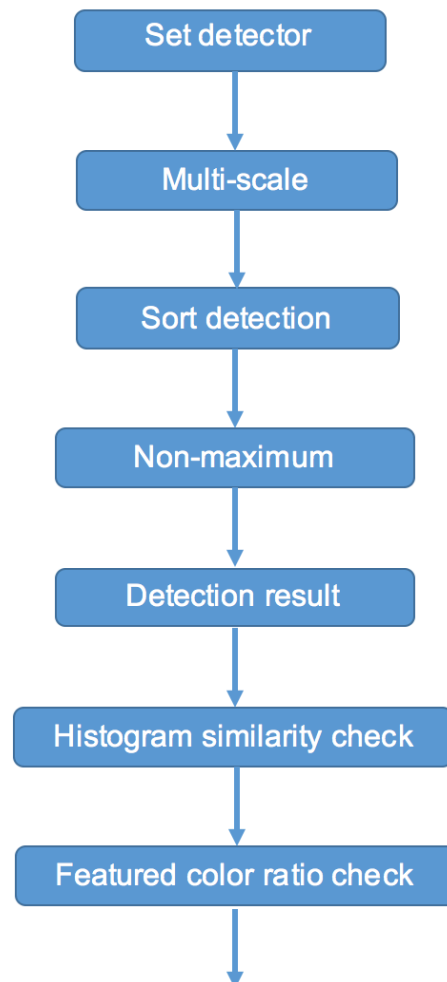 Set detector
Multi-scale
Sort detection
Non-maximum
Detection result
Histogram similarity check
Featured color ratio check